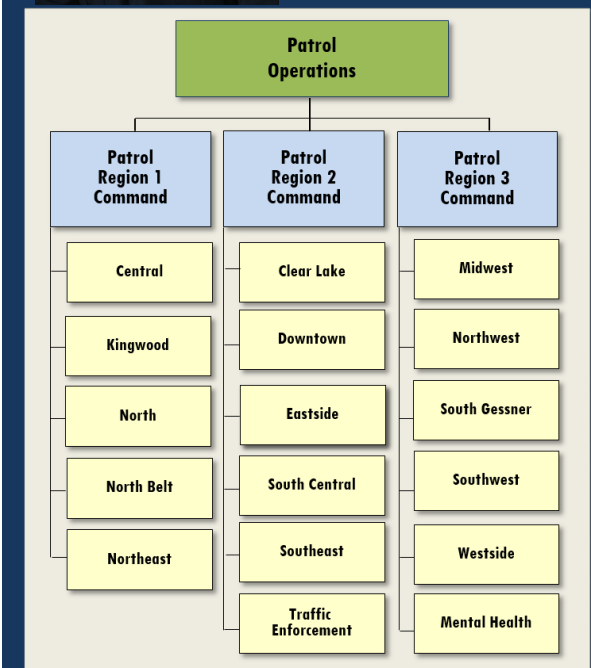 Patrol
Operations
Patrol
Region 1
Command
Central
Kingwood
North
North Belt
Northeast
Patrol
Region 2
Command
Clear Lake
Downtown
Eastside
South Central
Southeast
Traffic
Enforcement
Patrol
Region 3
Command
Midwest
Northwest
South Gessner
Southwest
Westside
Mental Health